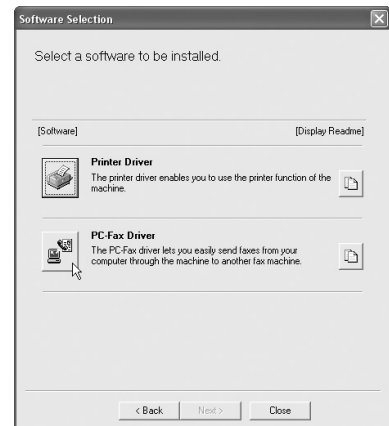 Software Selection
Select a software to be installed.
[Software] [Display Readme]
Printer Driver
The printer driver enables you to use the printer function of the
machine.
PC-Fax Driver
The PC-Fax driver lets you easily send faxes from your
computer through the machine to another fax machine.
< Back Next > Close